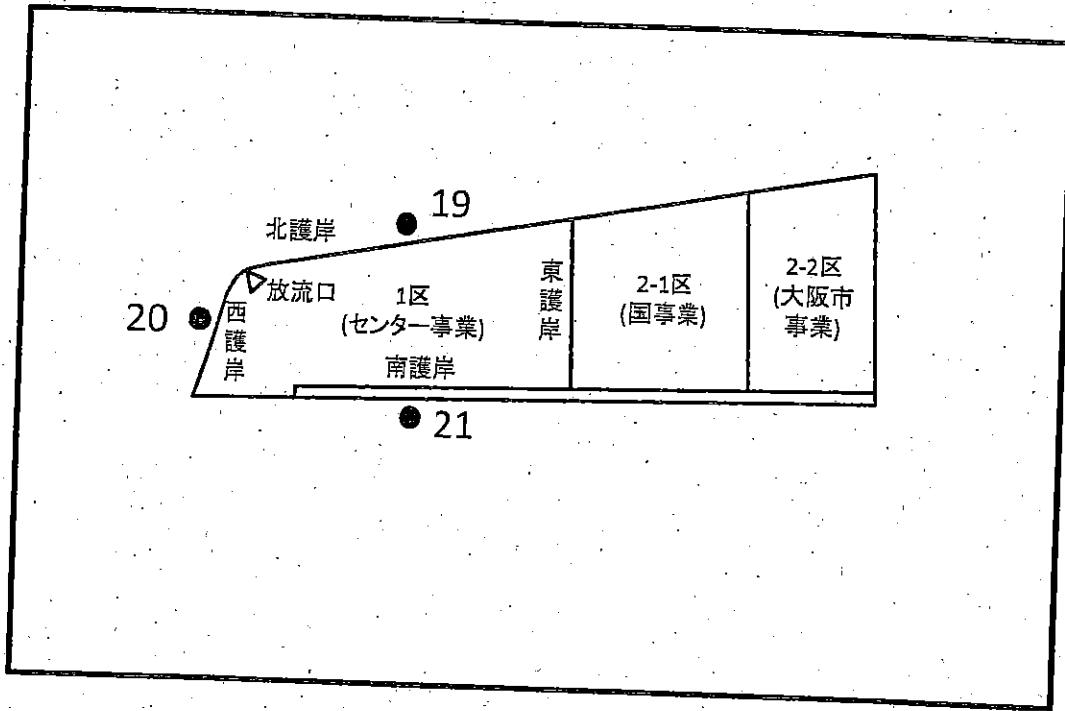 19
北護岸
放流口
20
西護岸
1区
(センター事業)
南護岸
東護岸
2-1区
(国事業)
2-2区
(大阪市
事業)
21